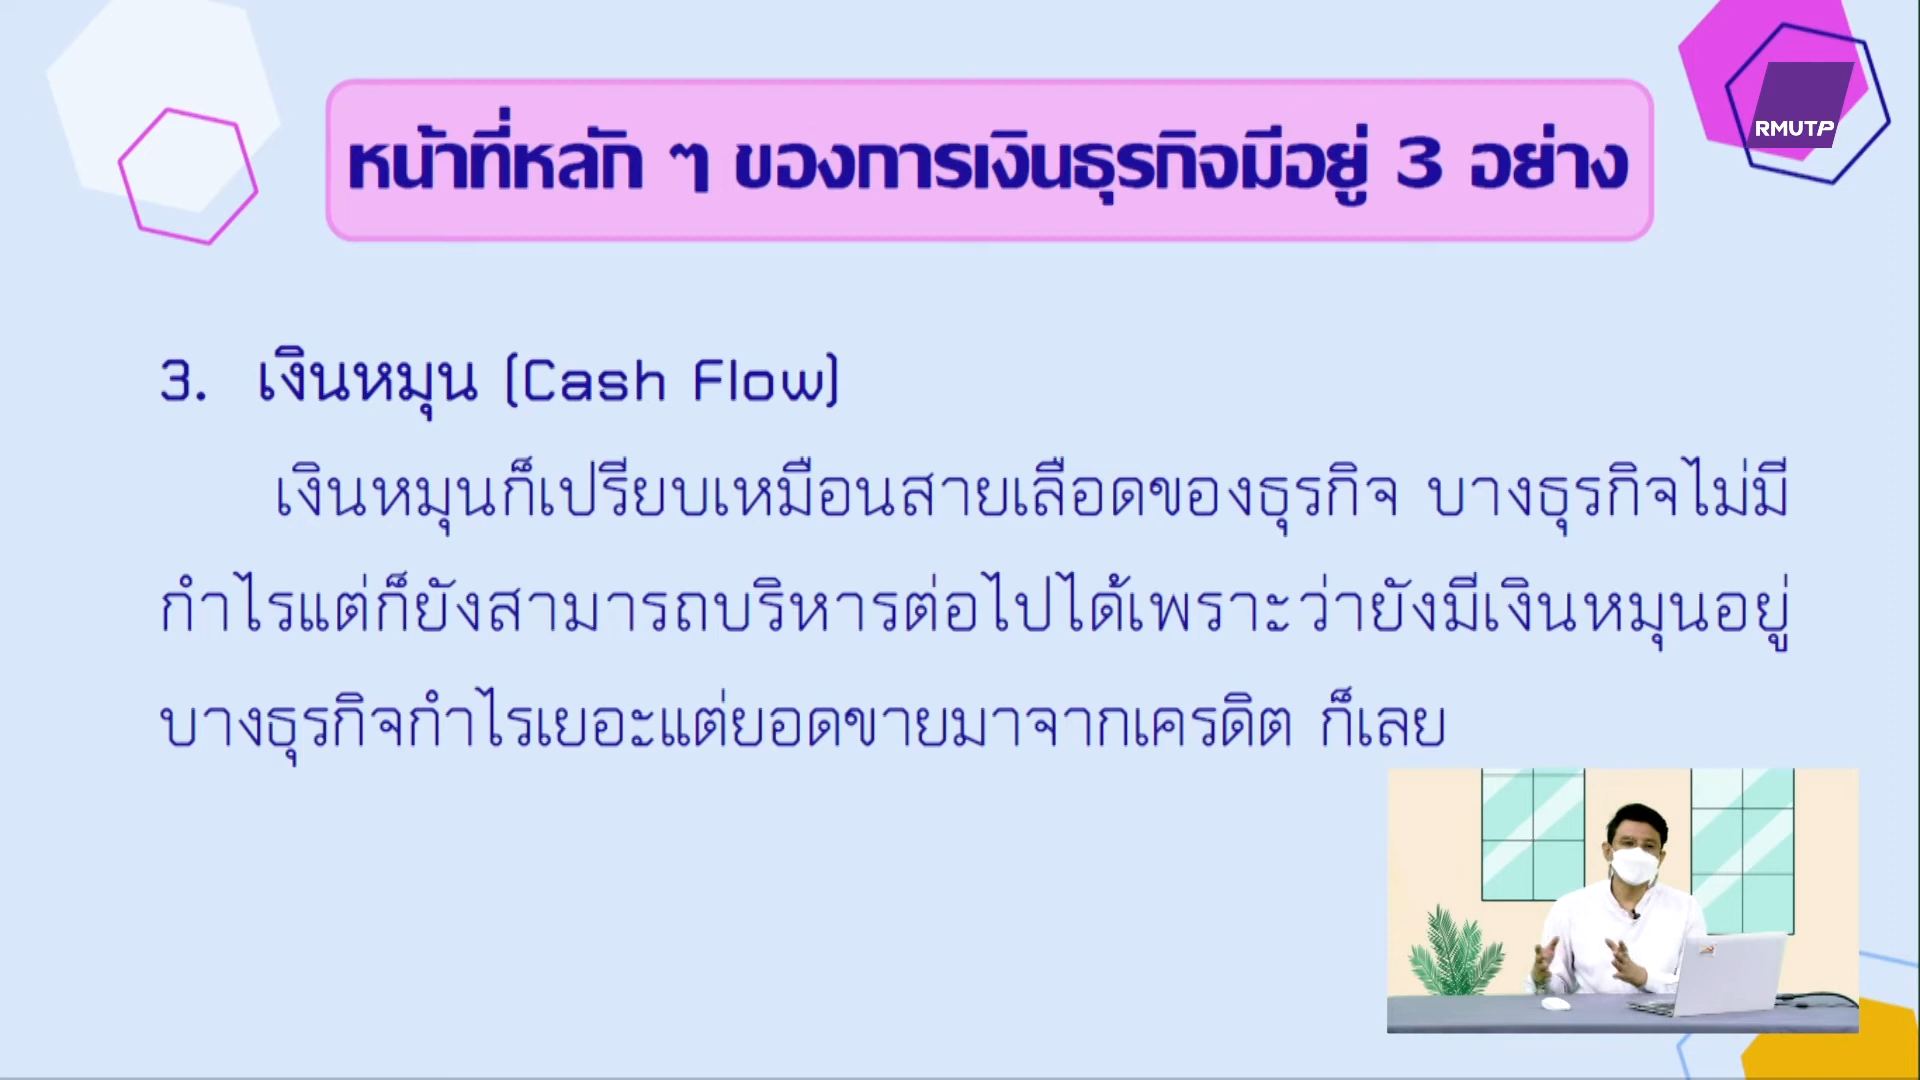 RMUTP
หน้าที่หลัก ๆ ของการเงินธุรกิจมีอยู่ 3 อย่าง
3. เงินหมุน (Cash Flow)
เงินหมุนก็เปรียบเหมือนสายเลือดของธุรกิจ บางธุรกิจไม่มี
กำไรแต่ก็ยังสามารถบริหารต่อไปได้เพราะว่ายังมีเงินหมุนอยู่
บางธุรกิจกำไรเยอะแต่ยอดขายมาจากเครดิต ก็เลย